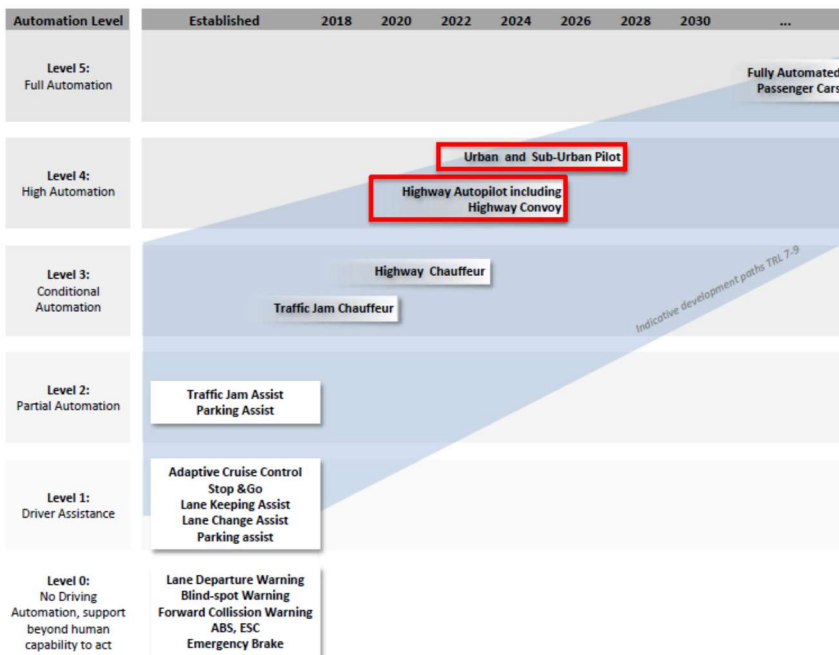 Automation Level Established 2018 2020 2022 2024 2026 2028 2030 ...
Level 5:
Full Automation
Fully Automated
Passenger Cars
Level 4:
High Automation
Urban and Sub-Urban Pilot
Highway Autopilot including
Highway Convoy
Level 3:
Conditional
Automation
Highway Chauffeur
Traffic Jam Chauffeur
Indicative development paths TRL 7-9
Level 2:
Partial Automation
Traffic Jam Assist
Parking Assist
Level 1:
Driver Assistance
Adaptive Cruise Control
Stop &Go
Lane Keeping Assist
Lane Change Assist
Parking assist
Level 0:
No Driving
Automation, support
beyond human
capability to act
Lane Departure Warning
Blind-spot Warning
Forward Collission Warning
ABS, ESC
Emergency Brake